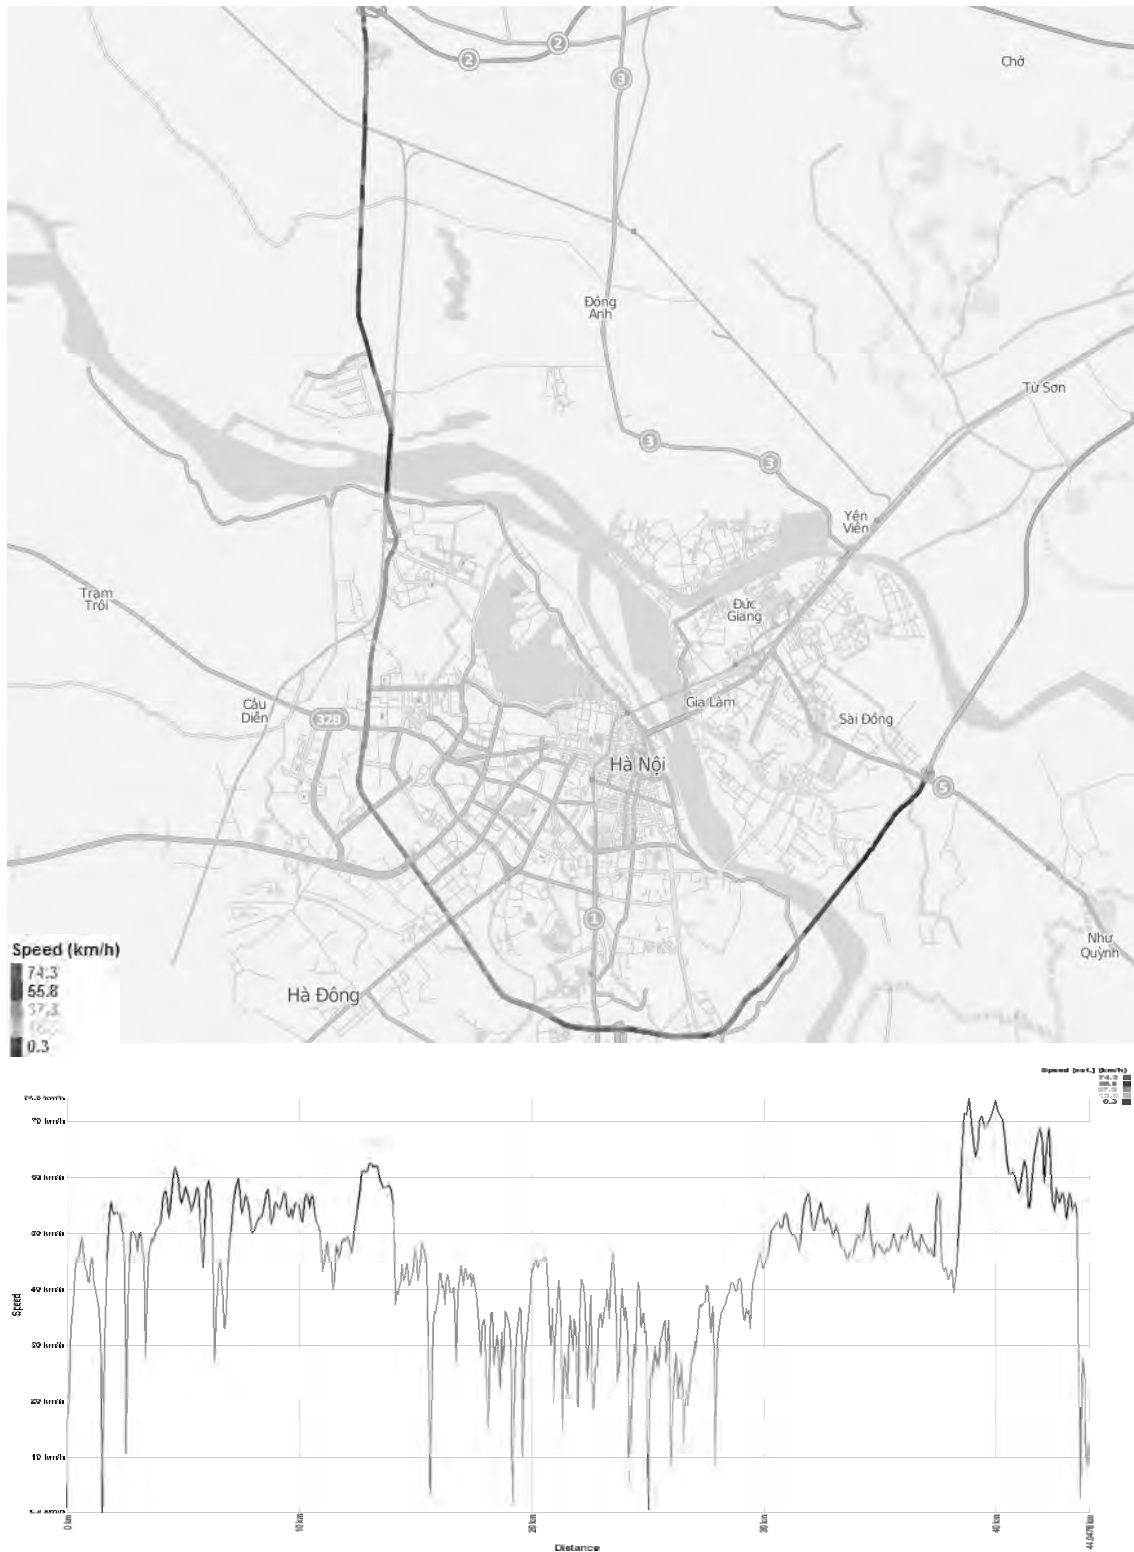 2
2
3
Chờ
Đông
Anh
Từ Sơn
3
3
Yên
Viên
Trạm
Trôi
Đức
Giang
Cầu
Diễn
32B
Gia Lâm
Sài Đồng
Hà Nội
5
1
Như
Quỳnh
Hà Đông
Speed (km/h)
74.3
55.8
37.3
0.3
Speed
0 km
10 km
20 km
30 km
40 km
Distance